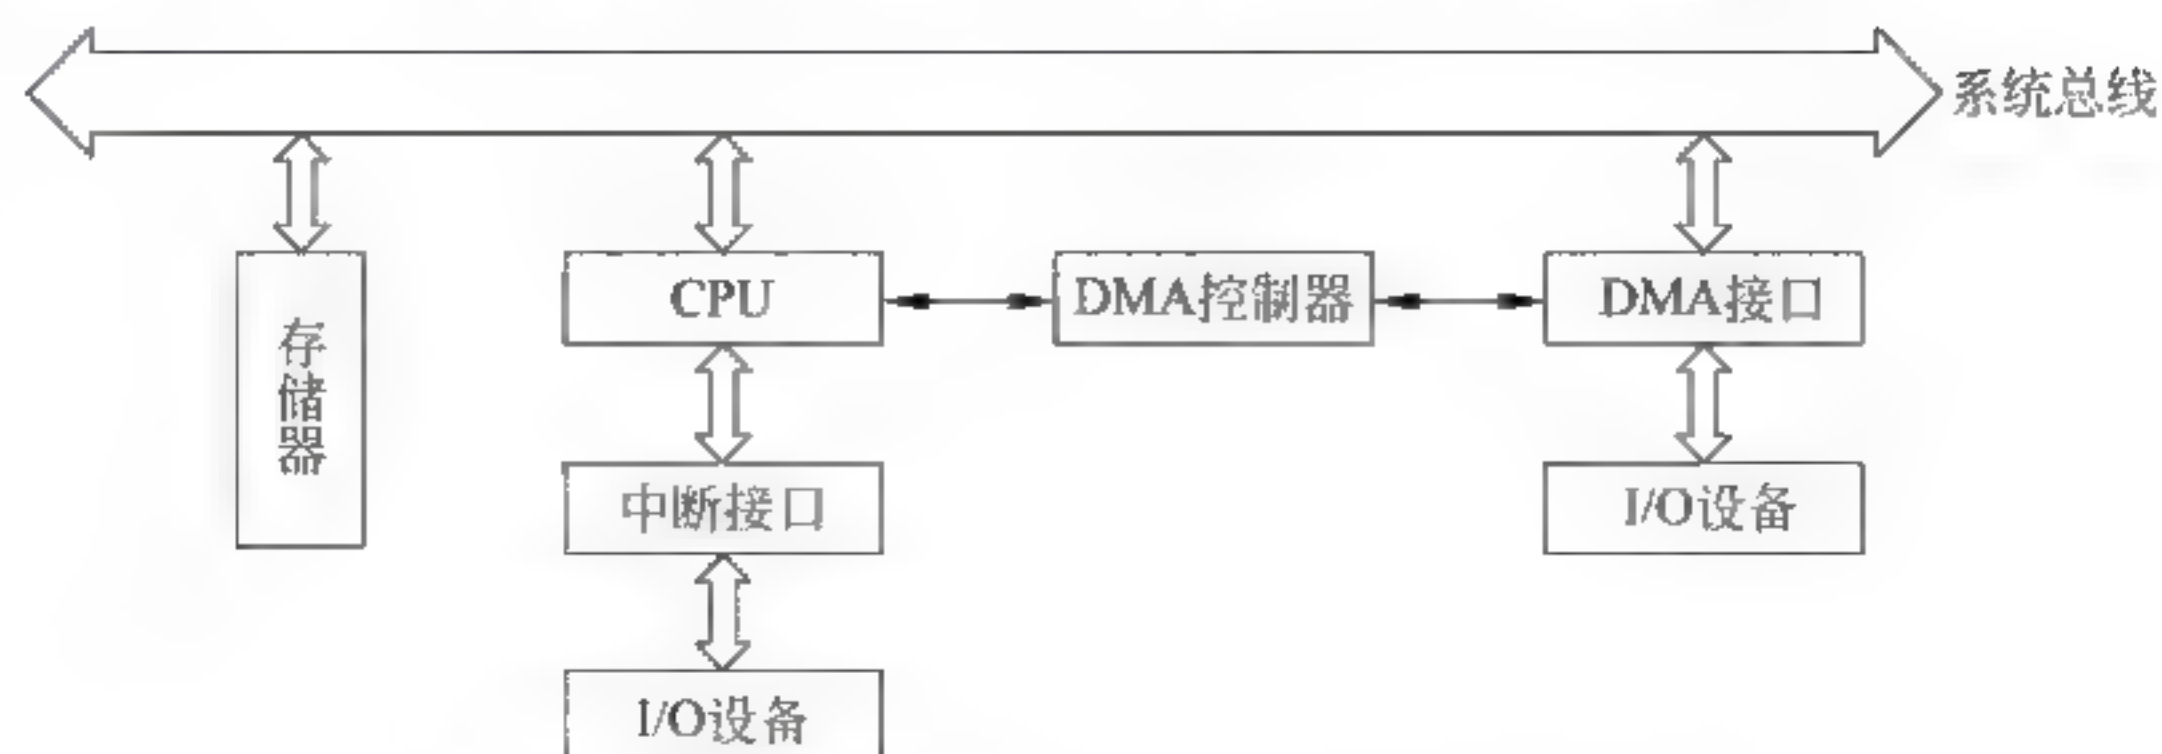 系统总线
CPU
DMA控制器
DMA接口
存储器
中断接口
I/O设备
I/O设备